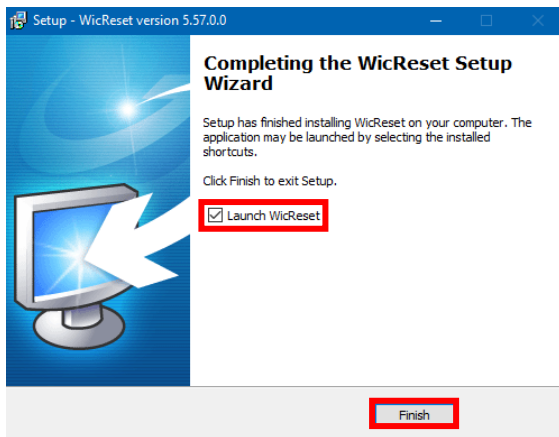 Setup - WicReset version 5.57.0.0
Completing the WicReset Setup
Wizard
Setup has finished installing WicReset on your computer. The
application may be launched by selecting the installed
shortcuts.
Click Finish to exit Setup.
Launch WicReset
Finish